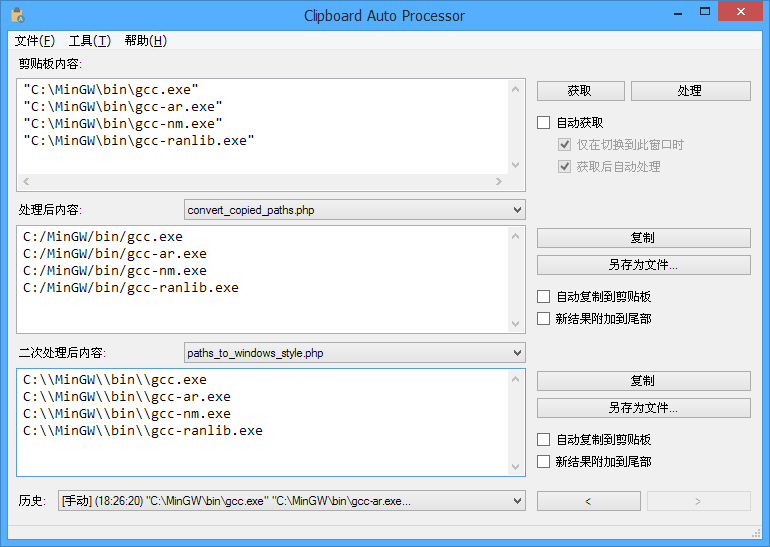 Clipboard Auto Processor
文件(F) 工具(T) 帮助(H)
剪贴板内容:
"C:\MinGW\bin\gcc.exe"
"C:\MinGW\bin\gcc-ar.exe"
"C:\MinGW\bin\gcc-nm.exe"
"C:\MinGW\bin\gcc-ranlib.exe"
获取 处理
自动获取
仅在切换到此窗口时
获取后自动处理
处理后内容: convert_copied_paths.php
C:/MinGW/bin/gcc.exe
C:/MinGW/bin/gcc-ar.exe
C:/MinGW/bin/gcc-nm.exe
C:/MinGW/bin/gcc-ranlib.exe
复制
另存为文件...
自动复制到剪贴板
新结果附加到尾部
二次处理后内容: paths_to_windows_style.php
C:\\MinGW\\bin\\gcc.exe
C:\\MinGW\\bin\\gcc-ar.exe
C:\\MinGW\\bin\\gcc-nm.exe
C:\\MinGW\\bin\\gcc-ranlib.exe
复制
另存为文件...
自动复制到剪贴板
新结果附加到尾部
历史: [手动] (18:26:20) "C:\MinGW\bin\gcc.exe" "C:\MinGW\bin\gcc-ar.exe... < >